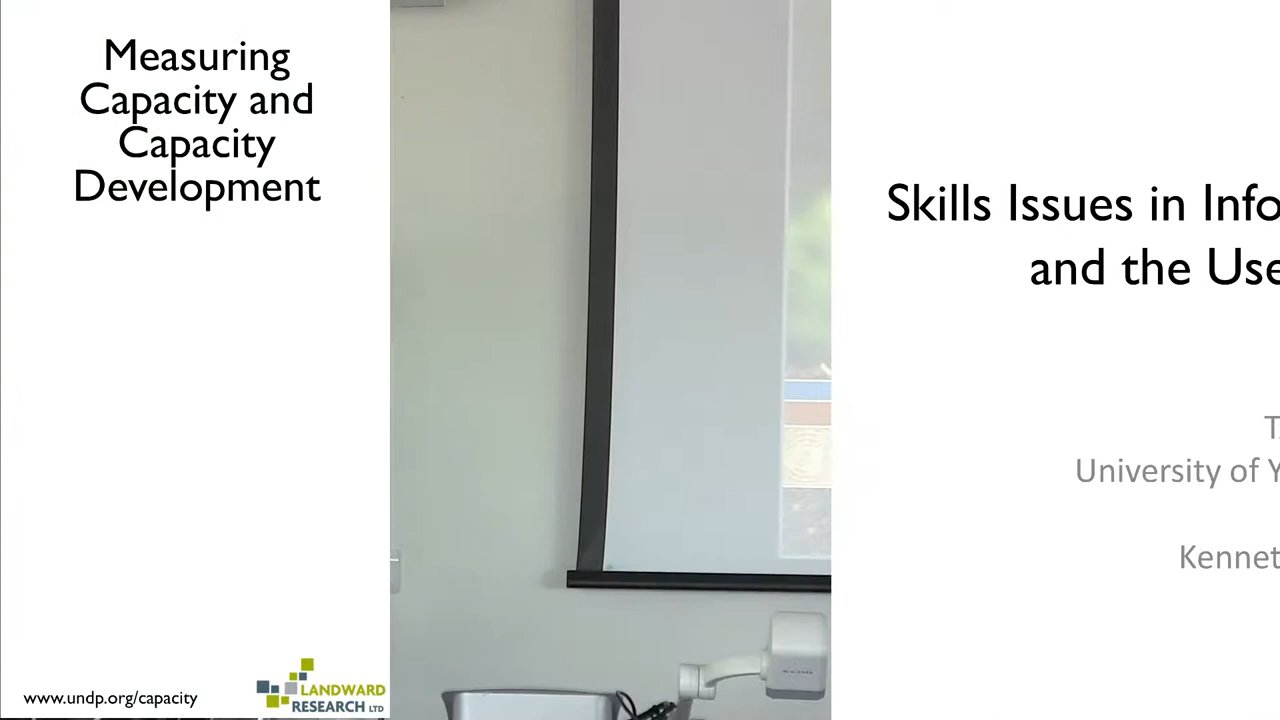 Measuring
Capacity and
Capacity
Development
www.undp.org/capacity
LANDWARD
RESEARCH LTD
Skills Issues in Info
and the Use
T
University of Y
Kennet